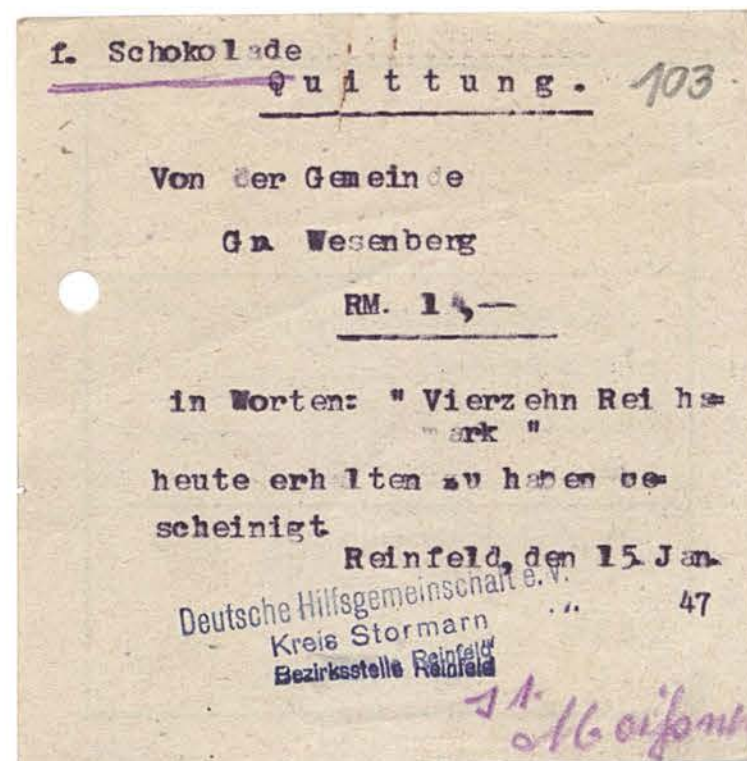 f. Schokolade
Quittung. 103
Von der Gemeinde
Gr. Wesenberg
RM. 14,—
in Worten: " Vierzehn Reichs=
mark "
heute erhalten zu haben be=
scheinigt.
Reinfeld, den 15. Jan.
47
Deutsche Hilfsgemeinschaft e. V.
Kreis Stormarn
Bezirksstelle Reinfeld